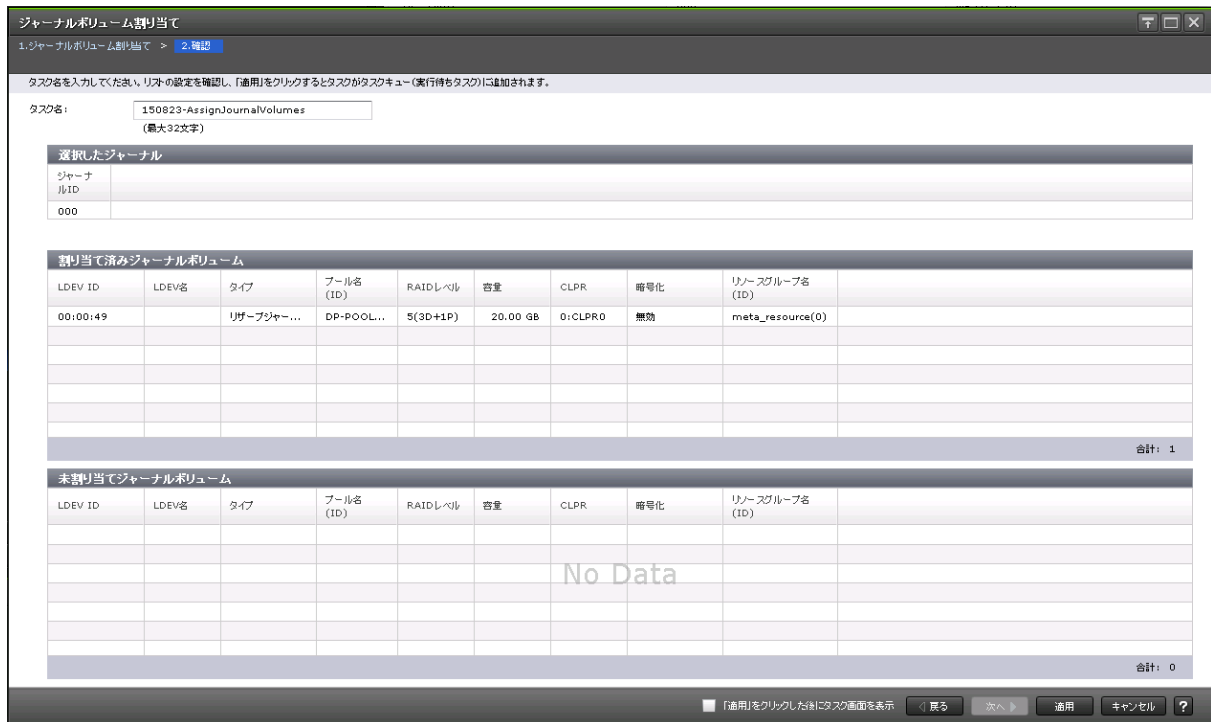 ジャーナルボリューム割り当て
1.ジャーナルボリューム割り当て > 2.確認
タスク名を入力してください。リストの設定を確認し、「適用」をクリックするとタスクがタスクキュー(実行待ちタスク)に追加されます。
タスク名: 150823-AssignJournalVolumes
(最大32文字)
選択したジャーナル
ジャーナ
ルID
000
割り当て済みジャーナルボリューム
LDEV ID LDEV名 タイプ プール名 (ID) RAIDレベル 容量 CLPR 暗号化 リソースグループ名 (ID)
00:00:49 リザーブジャー... DP-POOL... 5(3D+1P) 20.00 GB 0:CLPR0 無効 meta_resource(0)
合計: 1
未割り当てジャーナルボリューム
LDEV ID LDEV名 タイプ プール名 (ID) RAIDレベル 容量 CLPR 暗号化 リソースグループ名 (ID)
No Data
合計: 0
「適用」をクリックした後にタスク画面を表示 戻る 次へ 適用 キャンセル ?